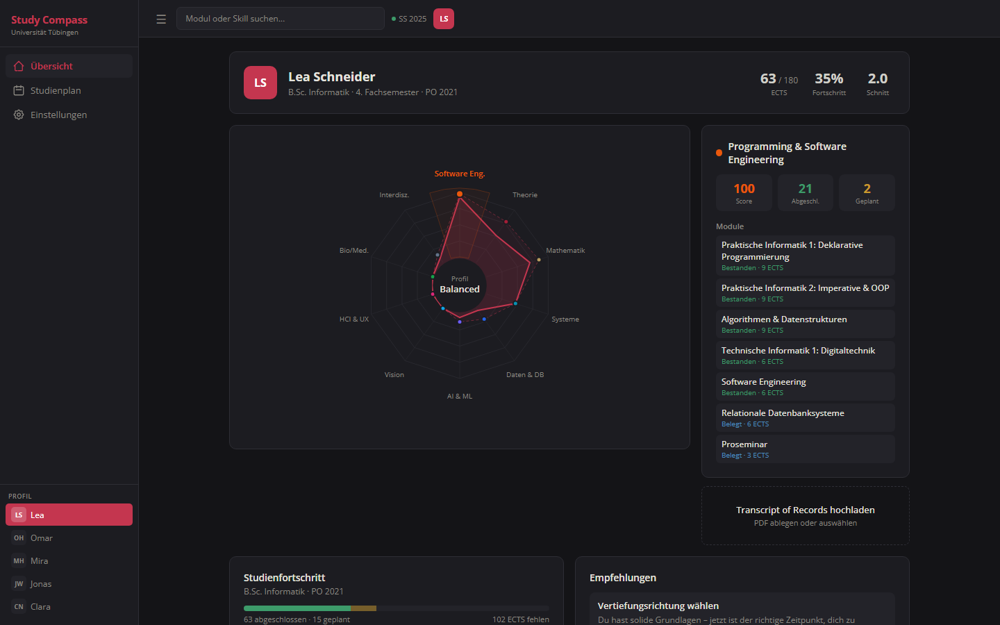 Study Compass
Universität Tübingen
Übersicht
Studienplan
Einstellungen
PROFIL
LS Lea
OH Omar
MH Mira
JW Jonas
CN Clara
Modul oder Skill suchen...
SS 2025
LS
LS
Lea Schneider
B.Sc. Informatik · 4. Fachsemester · PO 2021
63 / 180
ECTS
35%
Fortschritt
2.0
Schnitt
Software Eng.
Interdisz.
Theorie
Bio/Med.
Mathematik
Profil
Balanced
HCI & UX
Systeme
Vision
Daten & DB
AI & ML
Programming & Software
Engineering
100
Score
21
Abgeschl.
2
Geplant
Module
Praktische Informatik 1: Deklarative
Programmierung
Bestanden · 9 ECTS
Praktische Informatik 2: Imperative & OOP
Bestanden · 9 ECTS
Algorithmen & Datenstrukturen
Bestanden · 9 ECTS
Technische Informatik 1: Digitaltechnik
Bestanden · 6 ECTS
Software Engineering
Bestanden · 6 ECTS
Relationale Datenbanksysteme
Belegt · 6 ECTS
Proseminar
Belegt · 3 ECTS
Transcript of Records hochladen
PDF ablegen oder auswählen
Studienfortschritt
B.Sc. Informatik · PO 2021
63 abgeschlossen · 15 geplant
102 ECTS fehlen
Empfehlungen
Vertiefungsrichtung wählen
Du hast solide Grundlagen – jetzt ist der richtige Zeitpunkt, dich zu